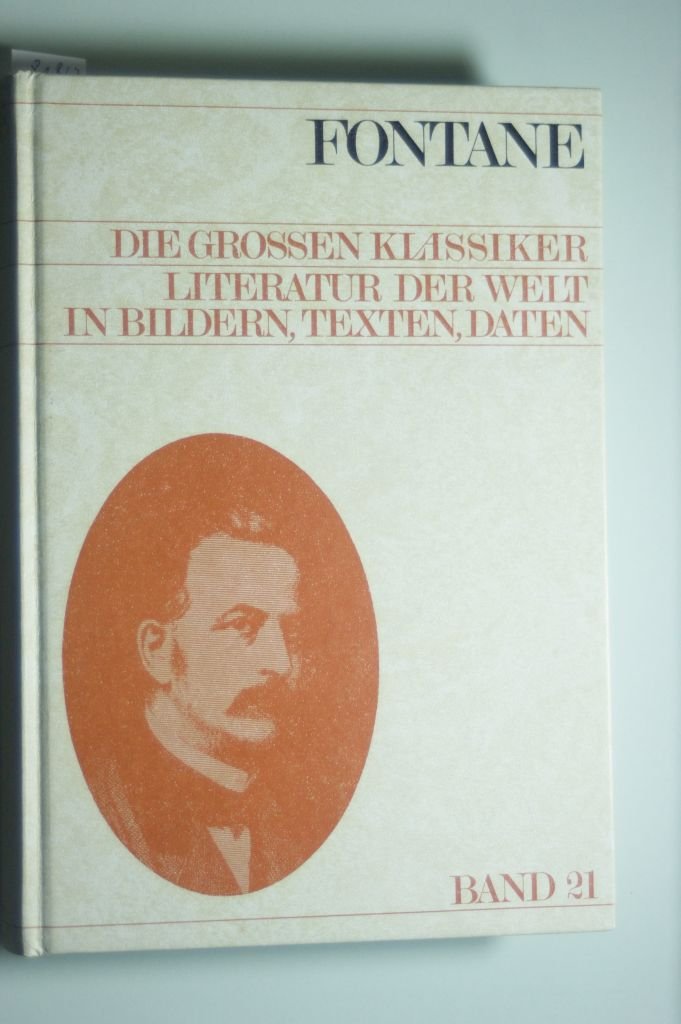 FONTANE
DIE GROSSEN KLASSIKER
LITERATUR DER WELT
IN BILDERN, TEXTEN, DATEN
BAND 21